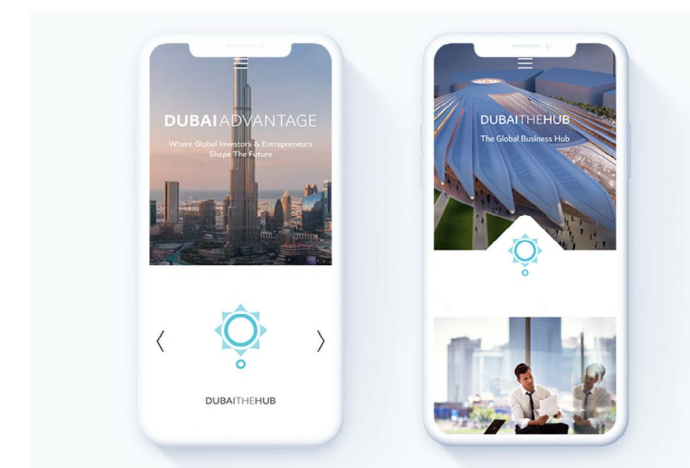 DUBAIADVANTAGE
Where Global Investors & Entrepreneurs
Shape The Future
DUBAITHEHUB
DUBAITHEHUB
The Global Business Hub